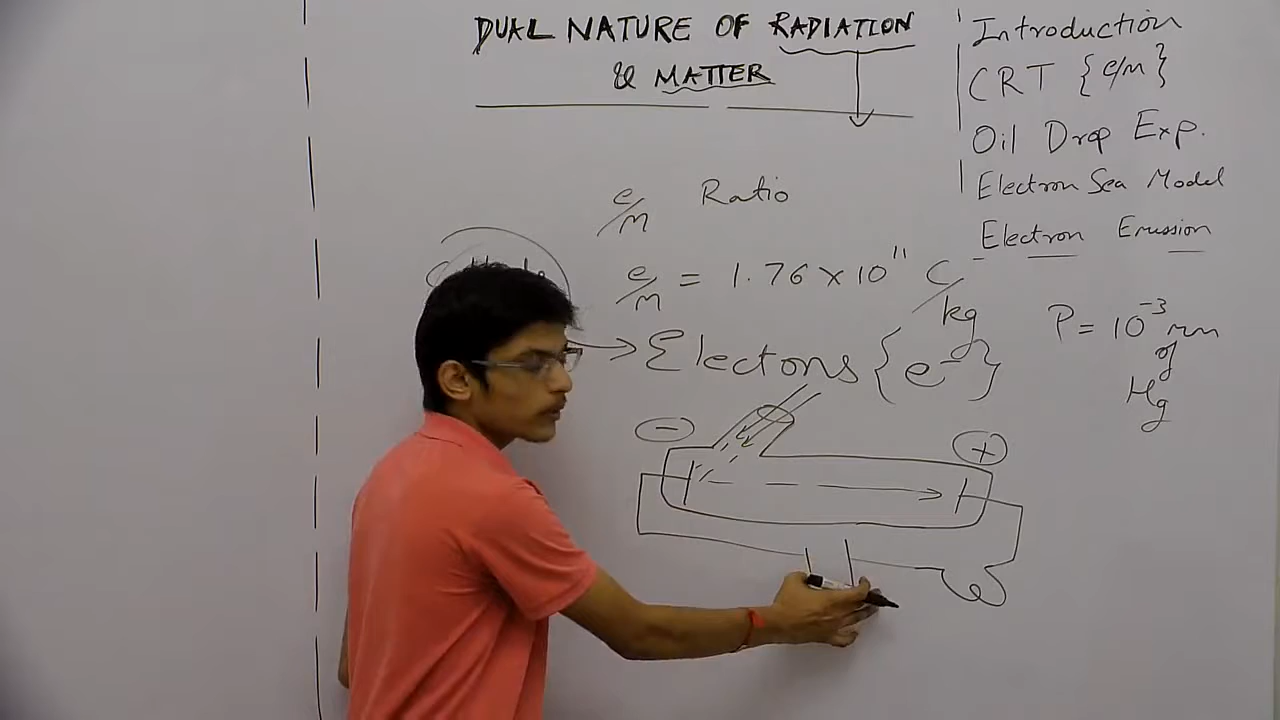 DUAL NATURE OF RADIATION
& MATTER
Introduction
CRT {e/m}
Oil Drop Exp.
Electron Sea Model
Electron Emission
e/m Ratio
e/m = 1.76 × 10¹¹ C/kg
Electons {e⁻}
P = 10⁻³ mm
of
Hg
-
+